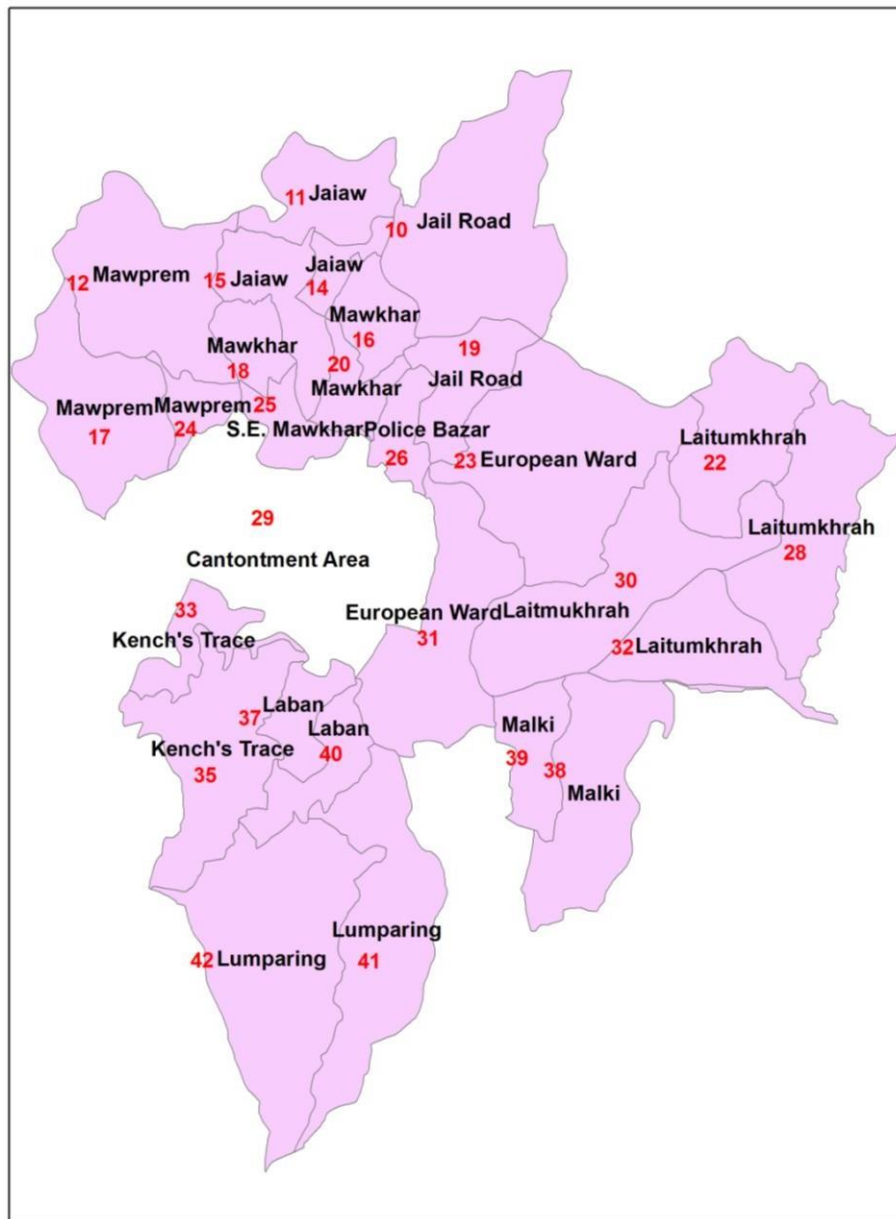 11 Jaiaw
10 Jail Road
12 Mawprem
15 Jaiaw
Jaiaw
14
Mawkhar
16
19
Mawkhar
18
20
Jail Road
Mawkhar
Mawprem
17
Mawprem
24
25
S.E. Mawkhar
Police Bazar
26
23 European Ward
Laitumkhrah
22
Laitumkhrah
28
29
Cantontment Area
30
33
Kench's Trace
European Ward
31
Laitmukhrah
32 Laitumkhrah
37
Laban
Laban
40
Kench's Trace
35
Malki
39
38
Malki
Lumparing
41
42 Lumparing